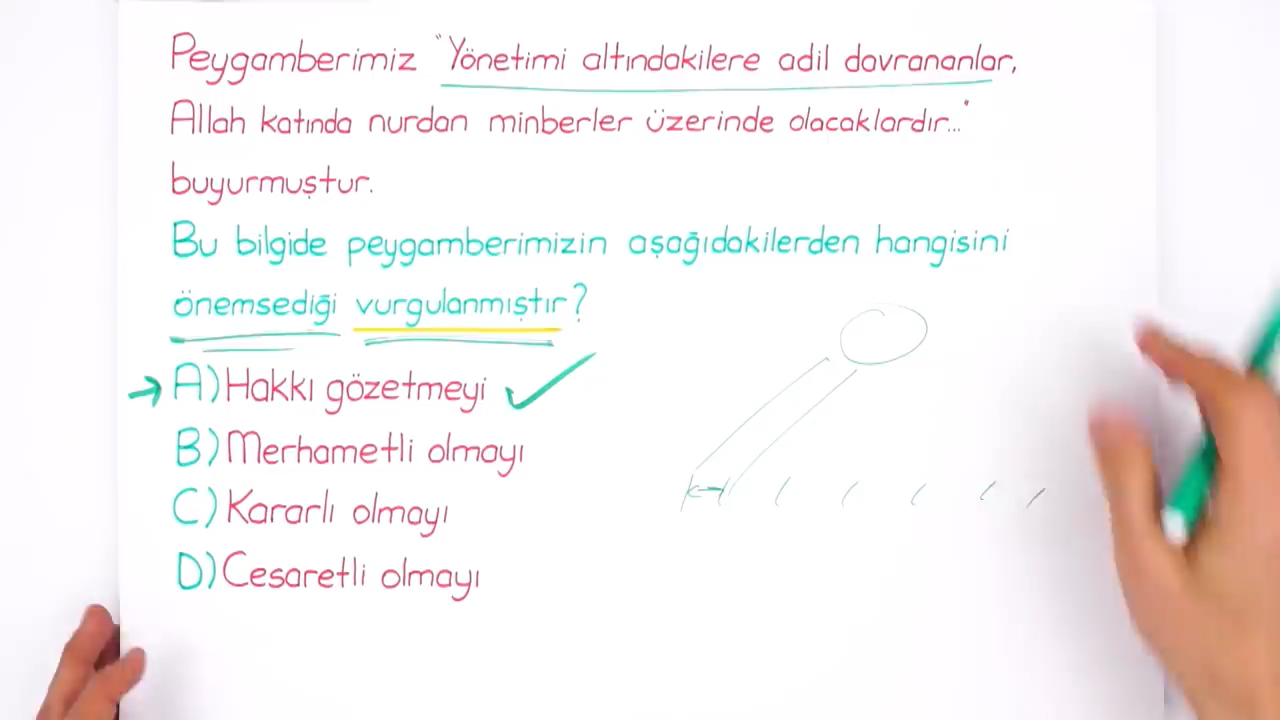 Peygamberimiz "Yönetimi altındakilere adil davrananlar,
Allah katında nurdan minberler üzerinde olacaklardır..."
buyurmuştur.
Bu bilgide peygamberimizin aşağıdakilerden hangisini
önemsediği vurgulanmıştır?
A) Hakkı gözetmeyi
B) Merhametli olmayı
C) Kararlı olmayı
D) Cesaretli olmayı